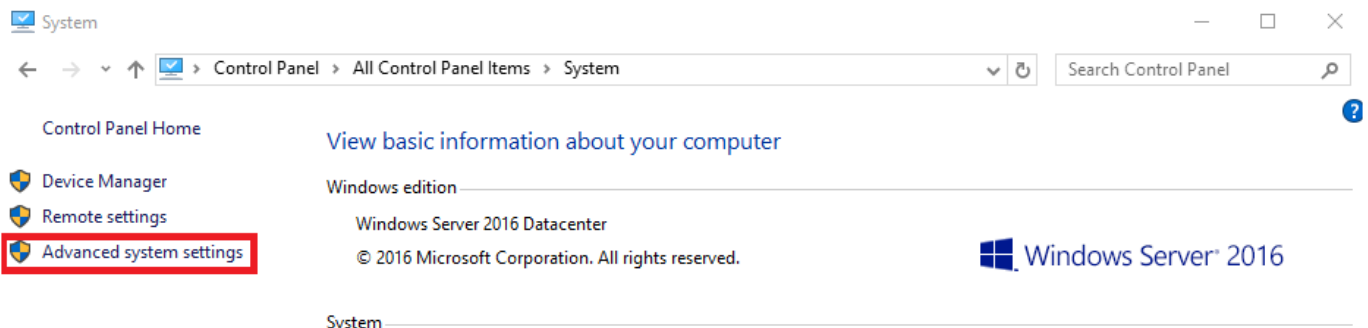 System
Control Panel > All Control Panel Items > System
Search Control Panel
?
Control Panel Home
View basic information about your computer
Device Manager
Windows edition
Remote settings
Windows Server 2016 Datacenter
Advanced system settings
© 2016 Microsoft Corporation. All rights reserved.
Windows Server® 2016
System